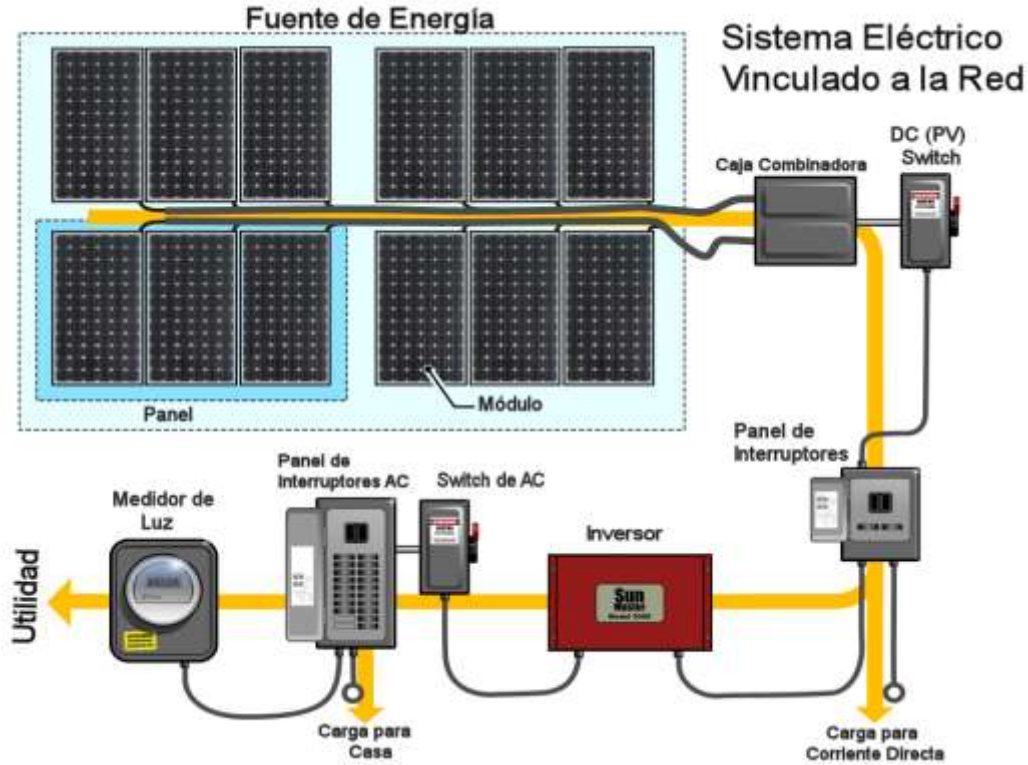 Fuente de Energía
Sistema Eléctrico
Vinculado a la Red
DC (PV)
Switch
Caja Combinadora
Panel
Módulo
Panel de
Interruptores
Panel de
Interruptores AC
Switch de AC
Medidor de
Luz
Inversor
Utilidad
Sun
Carga para
Casa
Carga para
Corriente Directa